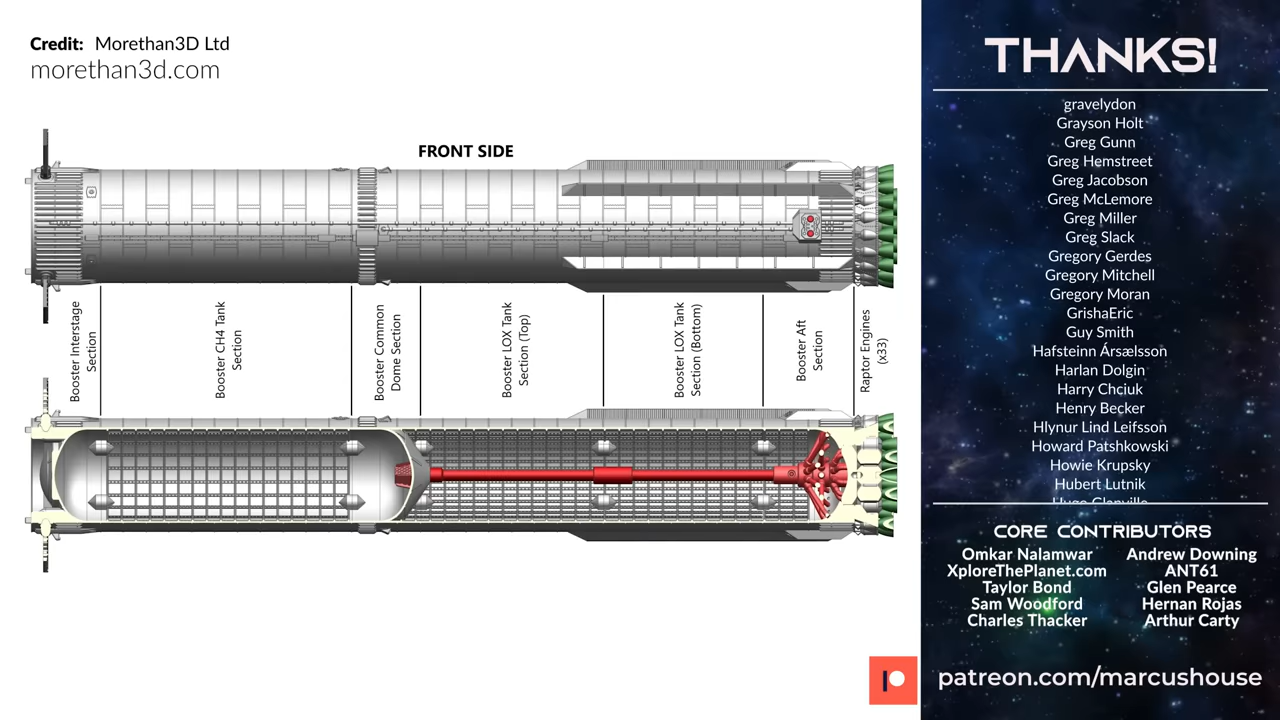 Credit: Morethan3D Ltd
morethan3d.com
FRONT SIDE
Booster Interstage
Section
Booster CH4 Tank
Section
Booster Common
Dome Section
Booster LOX Tank
Section (Top)
Booster LOX Tank
Section (Bottom)
Booster Aft
Section
Raptor Engines
(x33)
THANKS!
gravelydon
Grayson Holt
Greg Gunn
Greg Hemstreet
Greg Jacobson
Greg McLemore
Greg Miller
Greg Slack
Gregory Gerdes
Gregory Mitchell
Gregory Moran
GrishaEric
Guy Smith
Hafsteinn Ársælsson
Harlan Dolgin
Harry Chciuk
Henry Becker
Hlynur Lind Leifsson
Howard Patshkowski
Howie Krupsky
Hubert Lutnik
CORE CONTRIBUTORS
Omkar Nalamwar
XploreThePlanet.com
Taylor Bond
Sam Woodford
Charles Thacker
Andrew Downing
ANT61
Glen Pearce
Hernan Rojas
Arthur Carty
patreon.com/marcushouse